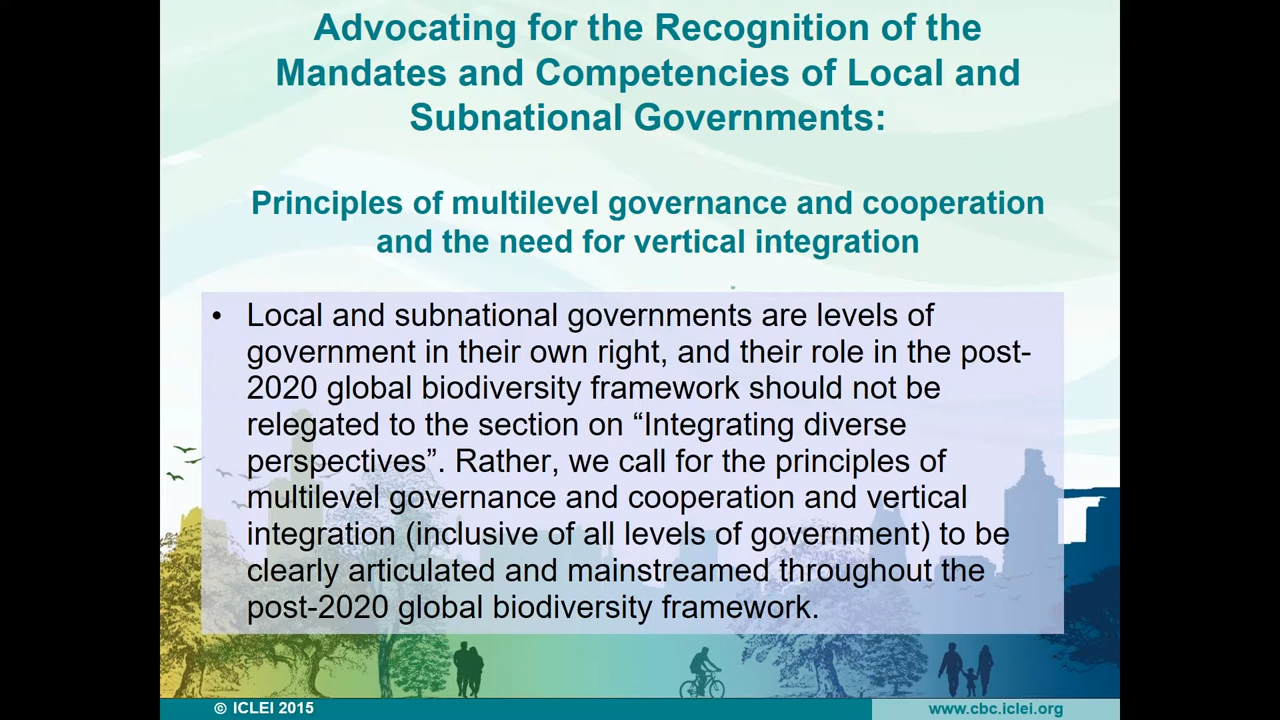 Advocating for the Recognition of the
Mandates and Competencies of Local and
Subnational Governments:
Principles of multilevel governance and cooperation
and the need for vertical integration
• Local and subnational governments are levels of
government in their own right, and their role in the post-
2020 global biodiversity framework should not be
relegated to the section on “Integrating diverse
perspectives”. Rather, we call for the principles of
multilevel governance and cooperation and vertical
integration (inclusive of all levels of government) to be
clearly articulated and mainstreamed throughout the
post-2020 global biodiversity framework.
© ICLEI 2015
www.cbc.iclei.org